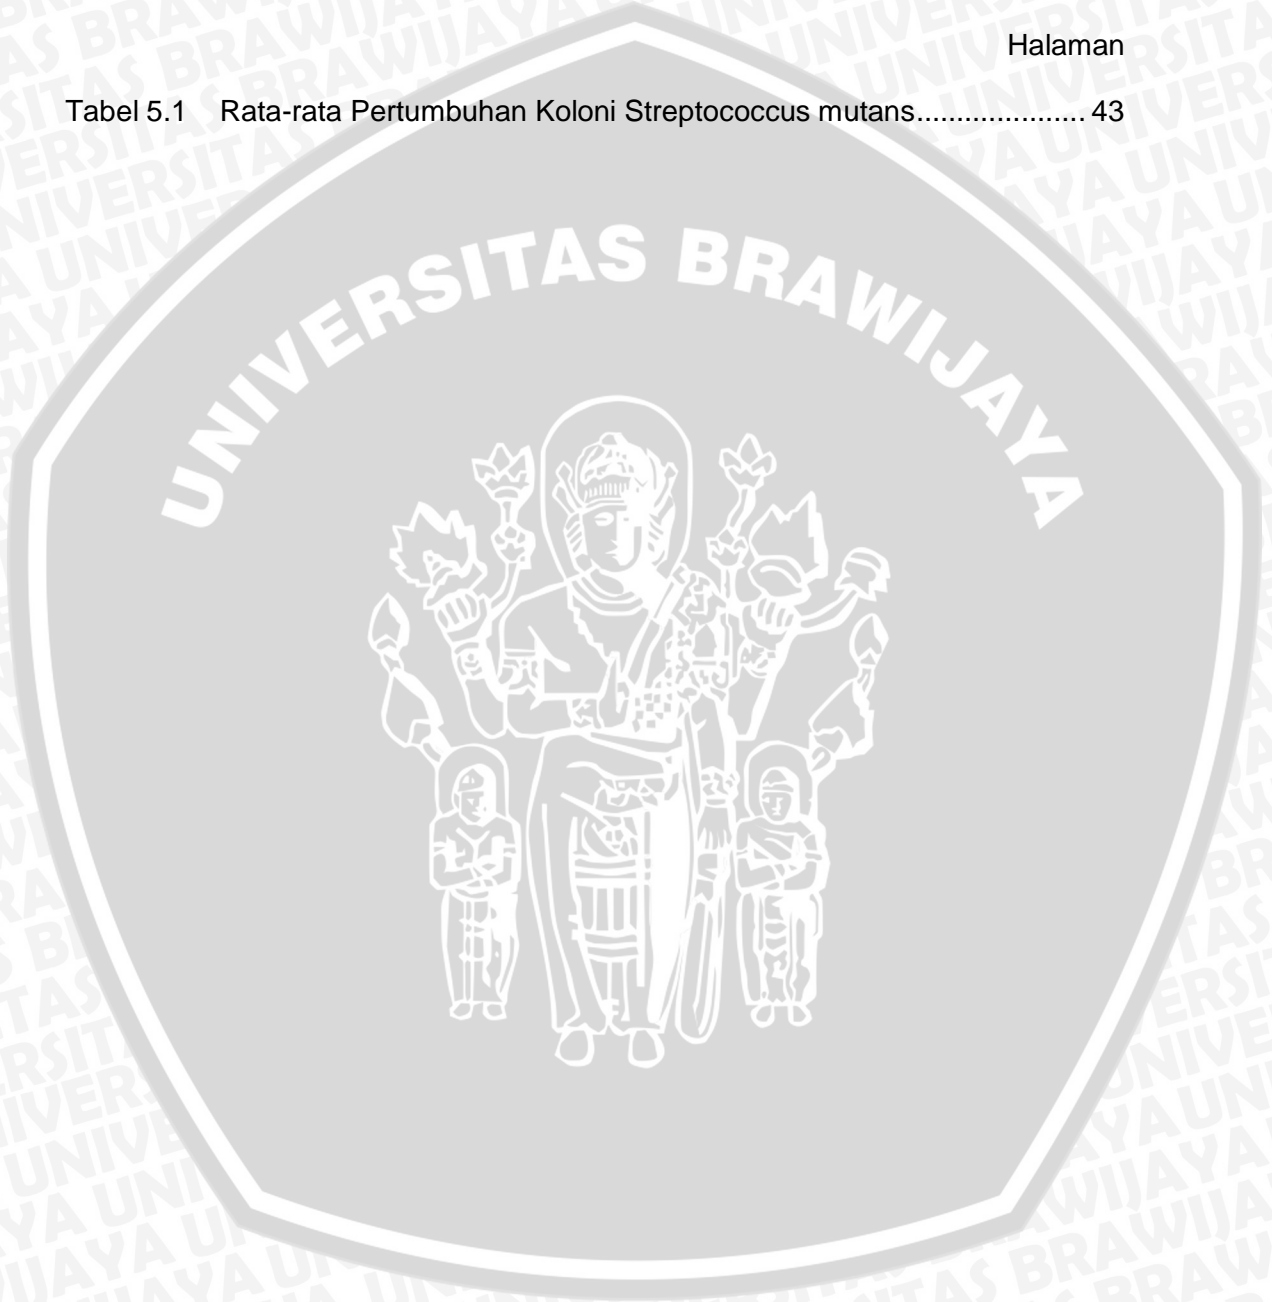 Halaman
Tabel 5.1 Rata-rata Pertumbuhan Koloni Streptococcus mutans..................... 43
UNIVERSITAS BRAWIJAYA